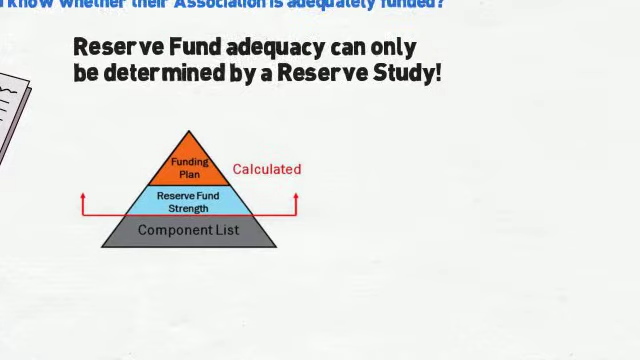 know whether their Association is adequately funded?
Reserve Fund adequacy can only
be determined by a Reserve Study!
Funding
Plan
Calculated
Reserve Fund
Strength
Component List